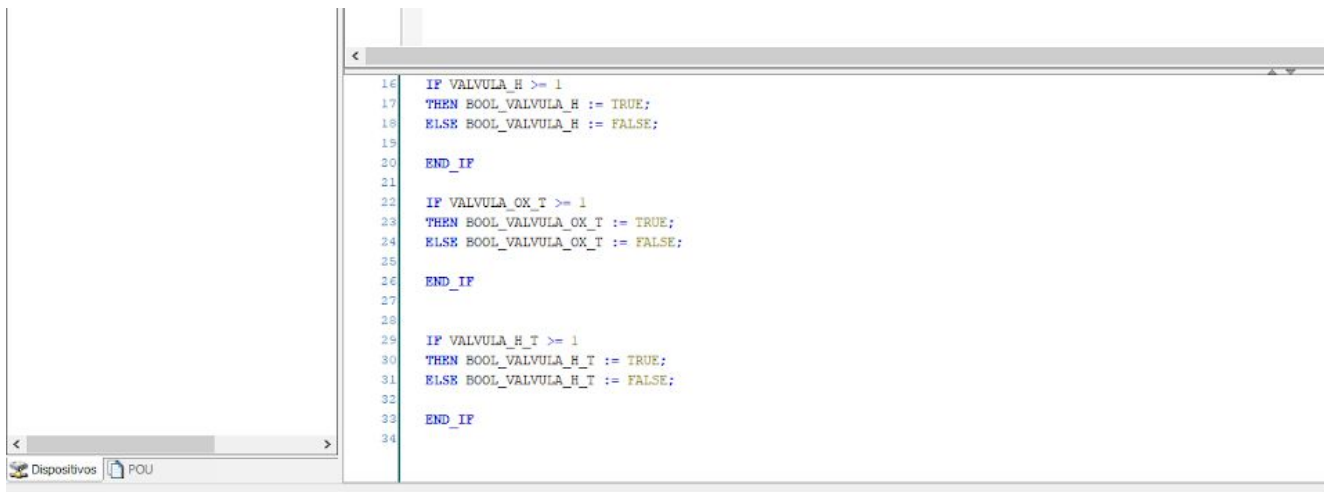 16 IF VALVULA_H >= 1
17 THEN BOOL_VALVULA_H := TRUE;
18 ELSE BOOL_VALVULA_H := FALSE;
19
20 END_IF
21
22 IF VALVULA_OX_T >= 1
23 THEN BOOL_VALVULA_OX_T := TRUE;
24 ELSE BOOL_VALVULA_OX_T := FALSE;
25
26 END_IF
27
28
29 IF VALVULA_H_T >= 1
30 THEN BOOL_VALVULA_H_T := TRUE;
31 ELSE BOOL_VALVULA_H_T := FALSE;
32
33 END_IF
34
Dispositivos POU